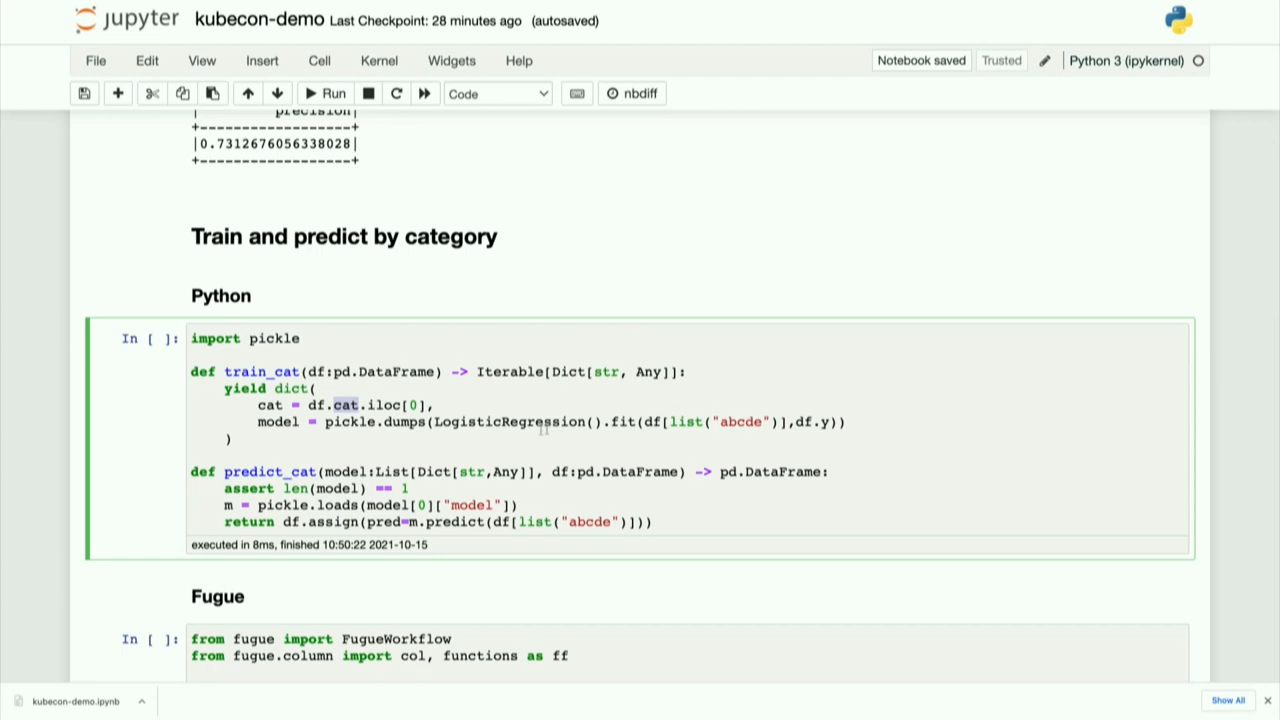 jupyter kubecon-demo Last Checkpoint: 28 minutes ago (autosaved)
File Edit View Insert Cell Kernel Widgets Help Notebook saved Trusted Python 3 (ipykernel)
Run Code nbdiff
| precision|
+------------------+
|0.7312676056338028|
+------------------+
Train and predict by category
Python
In [ ]: import pickle
def train_cat(df:pd.DataFrame) -> Iterable[Dict[str, Any]]:
    yield dict(
        cat = df.cat.iloc[0],
        model = pickle.dumps(LogisticRegression().fit(df[list("abcde")],df.y))
    )
def predict_cat(model:List[Dict[str,Any]], df:pd.DataFrame) -> pd.DataFrame:
    assert len(model) == 1
    m = pickle.loads(model[0]["model"])
    return df.assign(pred=m.predict(df[list("abcde")]))
executed in 8ms, finished 10:50:22 2021-10-15
Fugue
In [ ]: from fugue import FugueWorkflow
from fugue.column import col, functions as ff
kubecon-demo.ipynb Show All